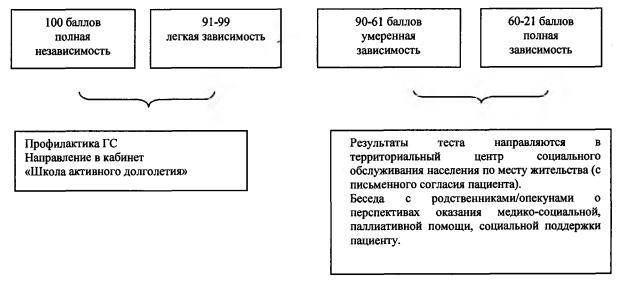 100 баллов
полная
независимость
91-99
легкая зависимость
90-61 баллов
умеренная
зависимость
60-21 баллов
полная
зависимость
Профилактика ГС
Направление в кабинет
«Школа активного долголетия»
Результаты теста направляются в
территориальный центр социального
обслуживания населения по месту жительства (с
письменного согласия пациента).
Беседа с родственниками/опекунами о
перспективах оказания медико-социальной,
паллиативной помощи, социальной поддержки
пациенту.